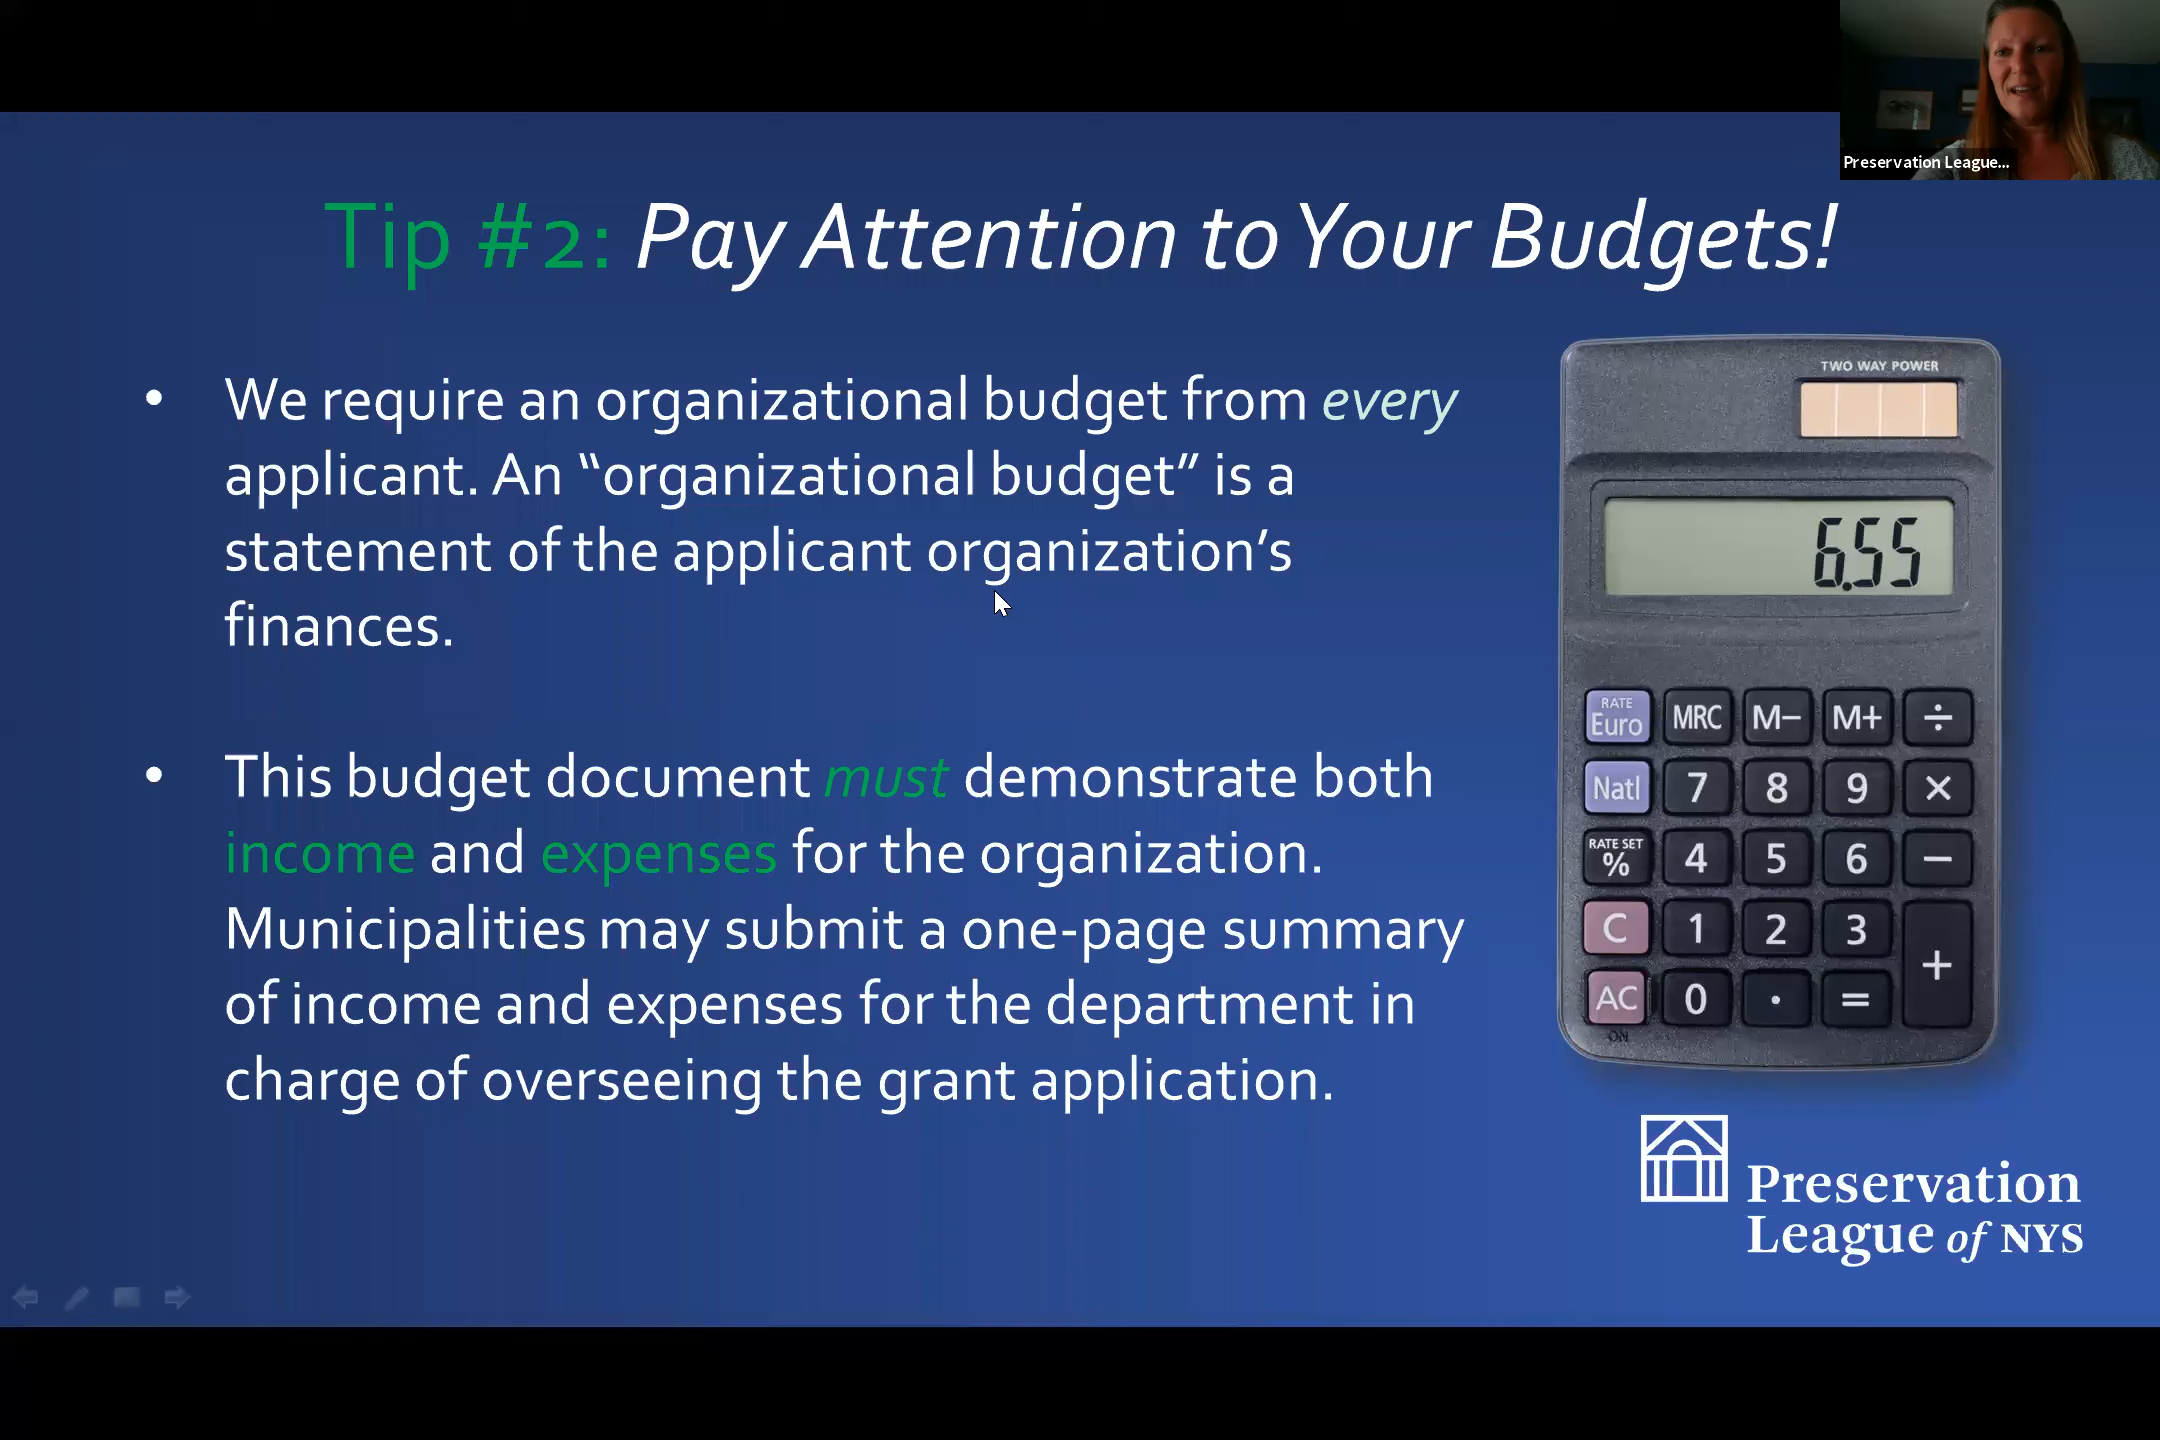 Preservation League...
Tip #2: Pay Attention to Your Budgets!
• We require an organizational budget from every
applicant. An “organizational budget” is a
statement of the applicant organization’s
finances.
• This budget document must demonstrate both
income and expenses for the organization.
Municipalities may submit a one-page summary
of income and expenses for the department in
charge of overseeing the grant application.
TWO WAY POWER
6.55
RATE
Euro MRC M− M+ ÷
Natl 7 8 9 ×
RATE SET
% 4 5 6 −
C 1 2 3 +
AC 0 · =
ON
Preservation
League of NYS